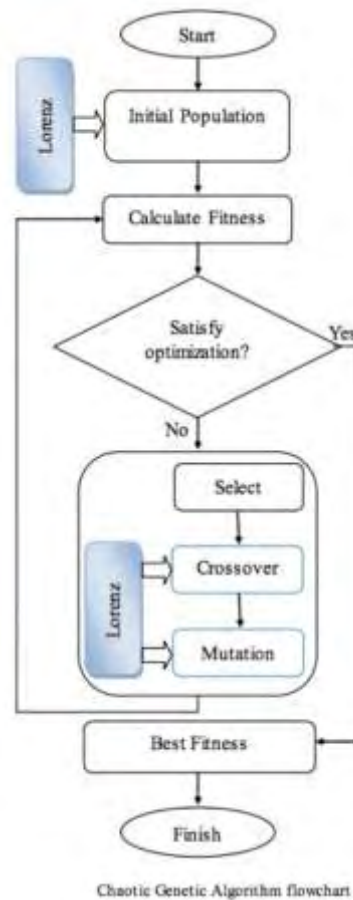 Start
Lorenz
Initial Population
Calculate Fitness
Satisfy
optimization?
Yes
No
Select
Lorenz
Crossover
Mutation
Best Fitness
Finish
Chaotic Genetic Algorithm flowchart